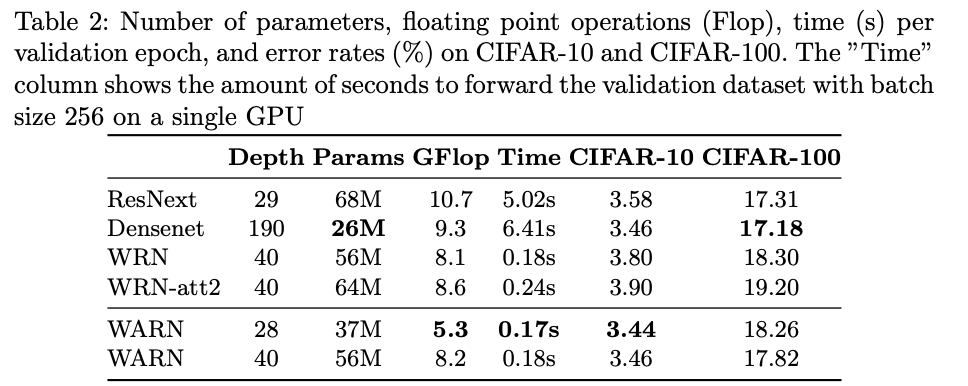 Table 2: Number of parameters, floating point operations (Flop), time (s) per
validation epoch, and error rates (%) on CIFAR-10 and CIFAR-100. The ”Time”
column shows the amount of seconds to forward the validation dataset with batch
size 256 on a single GPU
Depth Params GFlop Time CIFAR-10 CIFAR-100
ResNext 29 68M 10.7 5.02s 3.58 17.31
Densenet 190 26M 9.3 6.41s 3.46 17.18
WRN 40 56M 8.1 0.18s 3.80 18.30
WRN-att2 40 64M 8.6 0.24s 3.90 19.20
WARN 28 37M 5.3 0.17s 3.44 18.26
WARN 40 56M 8.2 0.18s 3.46 17.82